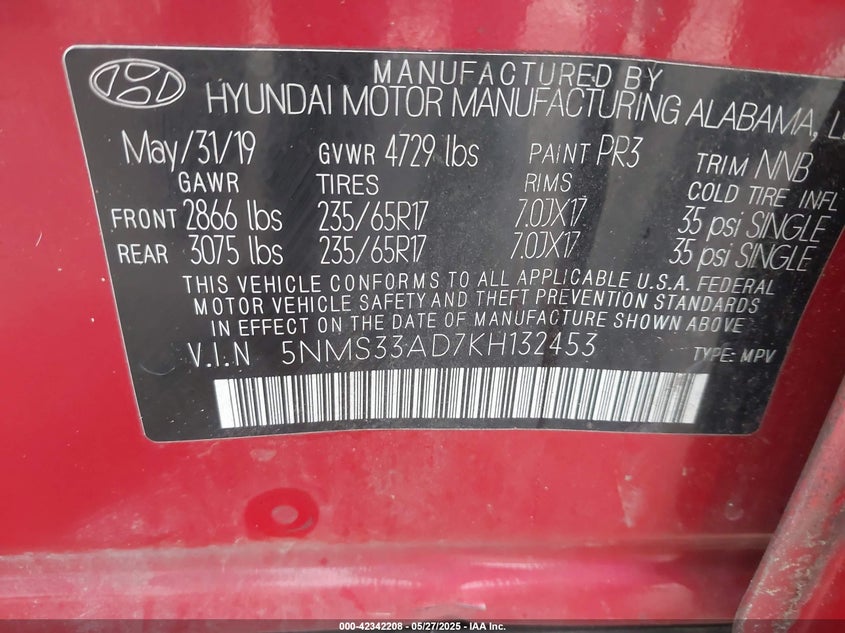 MANUFACTURED BY
HYUNDAI MOTOR MANUFACTURING ALABAMA,
May/31/19 GVWR 4729 lbs PAINT PR3 TRIM NNB
GAWR TIRES RIMS COLD TIRE INFL
FRONT 2866 lbs 235/65R17 7.0JX17 35 psi SINGLE
REAR 3075 lbs 235/65R17 7.0JX17 35 psi SINGLE
THIS VEHICLE CONFORMS TO ALL APPLICABLE U.S.A. FEDERAL
MOTOR VEHICLE SAFETY AND THEFT PREVENTION STANDARDS
IN EFFECT ON THE DATE OF MANUFACTURE SHOWN ABOVE
V.I.N 5NMS33AD7KH132453 TYPE: MPV
000-42342208 - 05/27/2025 - IAA Inc.